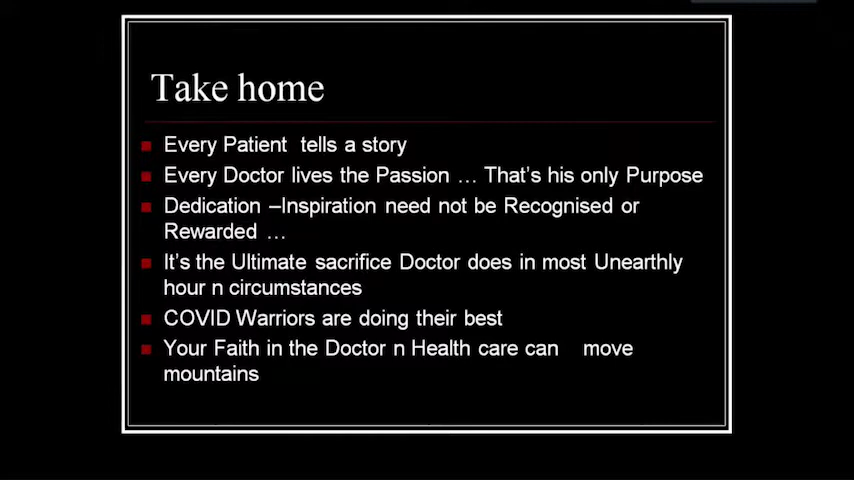 Take home
Every Patient tells a story
Every Doctor lives the Passion … That's his only Purpose
Dedication –Inspiration need not be Recognised or
Rewarded …
It's the Ultimate sacrifice Doctor does in most Unearthly
hour n circumstances
COVID Warriors are doing their best
Your Faith in the Doctor n Health care can move
mountains